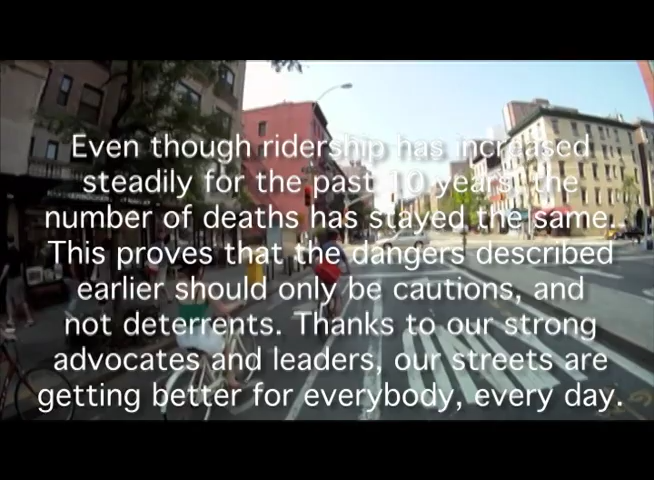 Even though ridership has increased
steadily for the past 10 years, the
number of deaths has stayed the same.
This proves that the dangers described
earlier should only be cautions, and
not deterrents. Thanks to our strong
advocates and leaders, our streets are
getting better for everybody, every day.